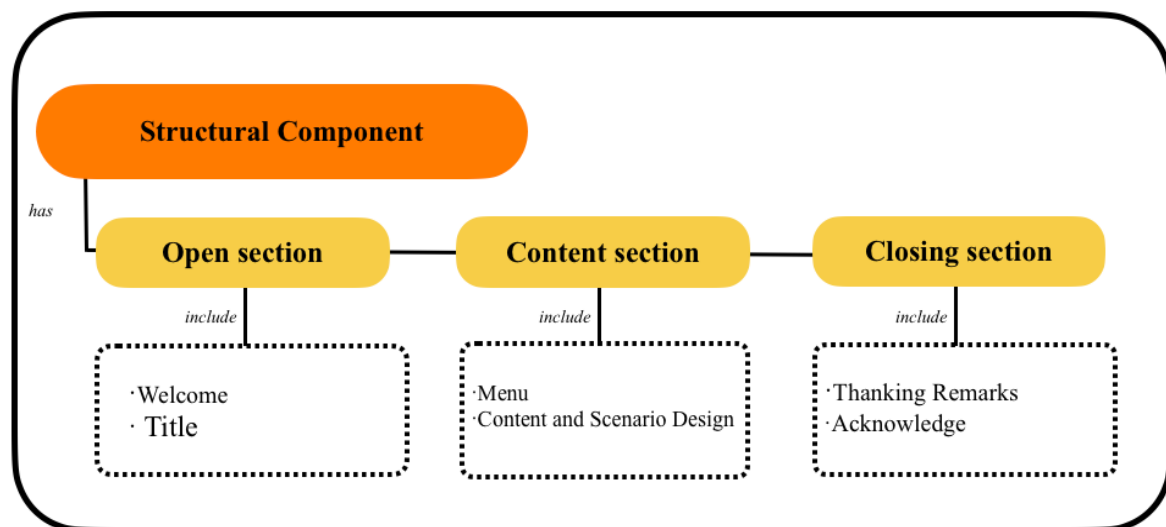 Structural Component
has
Open section
Content section
Closing section
include
include
include
·Welcome
· Title
·Menu
·Content and Scenario Design
·Thanking Remarks
·Acknowledge